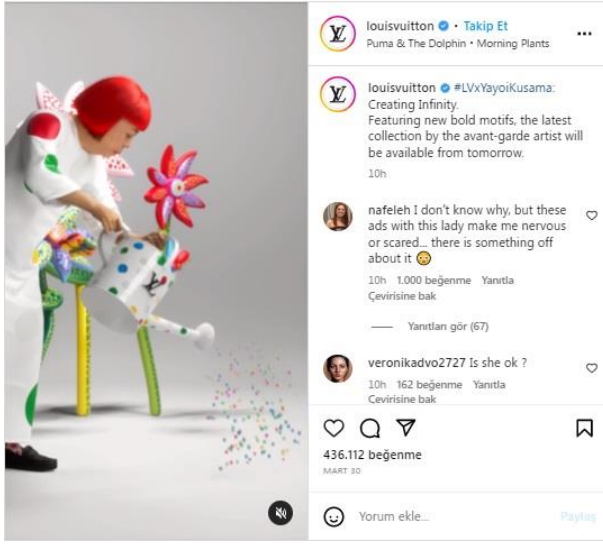 louisvuitton • Takip Et
Puma & The Dolphin • Morning Plants
louisvuitton #LVxYayoiKusama:
Creating Infinity.
Featuring new bold motifs, the latest
collection by the avant-garde artist will
be available from tomorrow.
10h
nafeleh I don't know why, but these
ads with this lady make me nervous
or scared... there is something off
about it 😳
10h 1.000 beğenme Yanıtla
Çevirisine bak
Yanıtları gör (67)
veronikadvo2727 Is she ok ?
10h 162 beğenme Yanıtla
Çevirisine bak
436.112 beğenme
MART 30
Yorum ekle...
Paylaş
LV